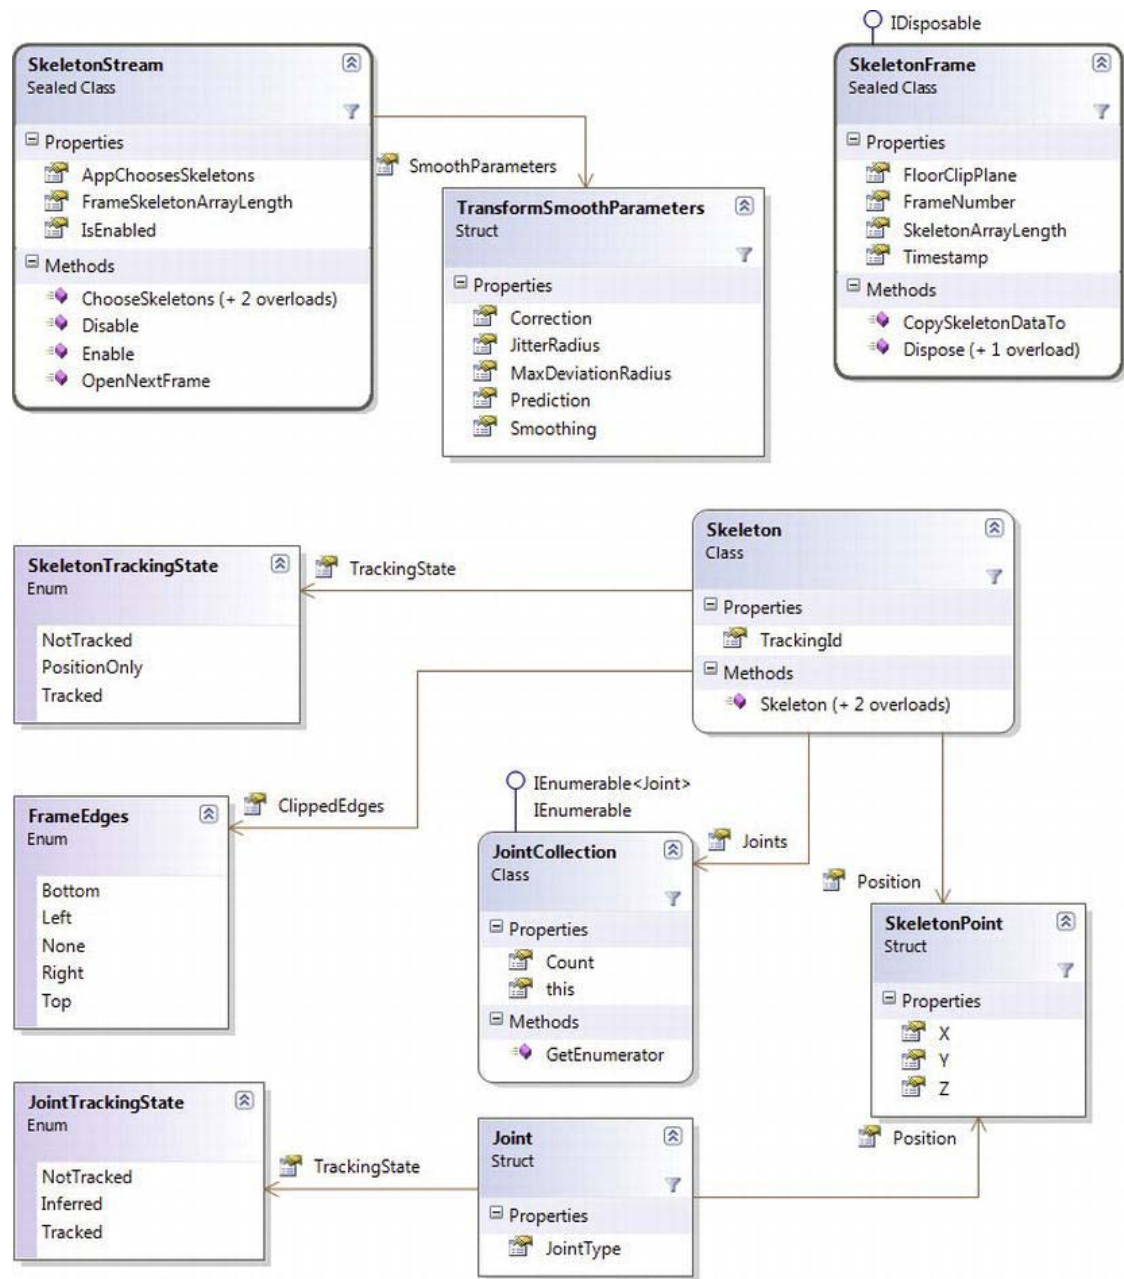 IDisposable
SkeletonStream
Sealed Class
Properties
AppChoosesSkeletons
FrameSkeletonArrayLength
IsEnabled
Methods
ChooseSkeletons (+ 2 overloads)
Disable
Enable
OpenNextFrame
SmoothParameters
TransformSmoothParameters
Struct
Properties
Correction
JitterRadius
MaxDeviationRadius
Prediction
Smoothing
SkeletonFrame
Sealed Class
Properties
FloorClipPlane
FrameNumber
SkeletonArrayLength
Timestamp
Methods
CopySkeletonDataTo
Dispose (+ 1 overload)
SkeletonTrackingState
Enum
NotTracked
PositionOnly
Tracked
TrackingState
Skeleton
Class
Properties
TrackingId
Methods
Skeleton (+ 2 overloads)
FrameEdges
Enum
Bottom
Left
None
Right
Top
ClippedEdges
IEnumerable<Joint>
IEnumerable
JointCollection
Class
Properties
Count
this
Methods
GetEnumerator
Joints
Position
SkeletonPoint
Struct
Properties
X
Y
Z
JointTrackingState
Enum
NotTracked
Inferred
Tracked
TrackingState
Joint
Struct
Properties
JointType
Position